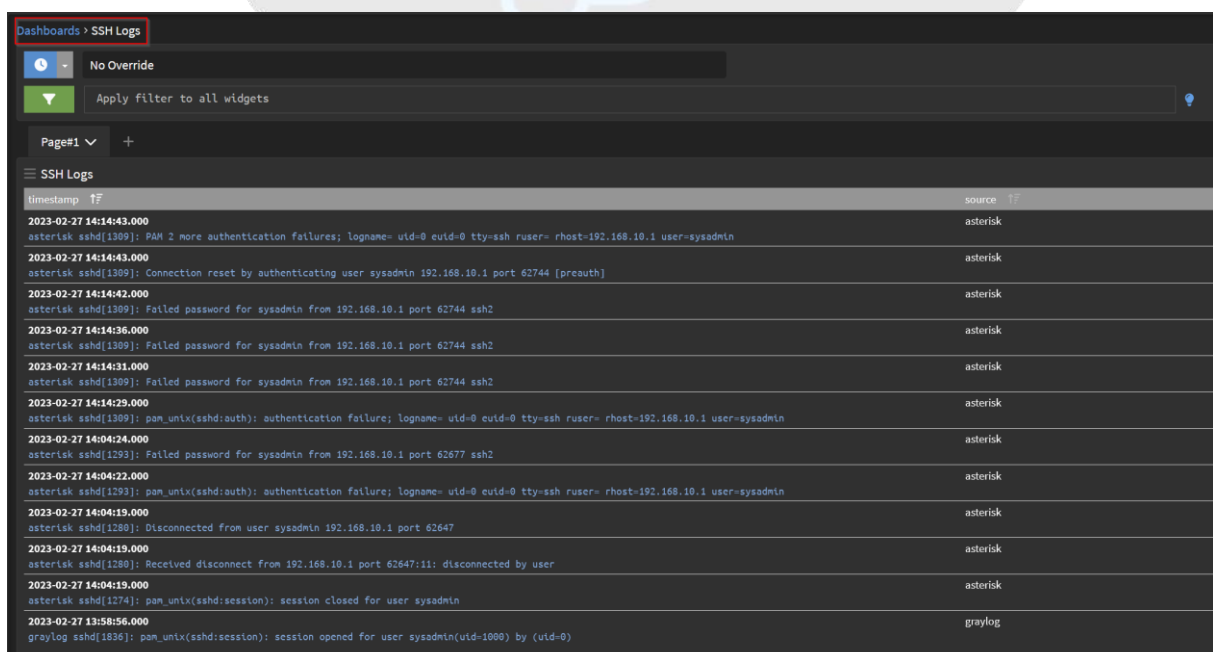 Dashboards > SSH Logs
No Override
Apply filter to all widgets
Page#1
SSH Logs
timestamp source
2023-02-27 14:14:43.000 asterisk
asterisk sshd[1309]: PAM 2 more authentication failures; logname= uid=0 euid=0 tty=ssh ruser= rhost=192.168.10.1 user=sysadmin
2023-02-27 14:14:43.000 asterisk
asterisk sshd[1309]: Connection reset by authenticating user sysadmin 192.168.10.1 port 62744 [preauth]
2023-02-27 14:14:42.000 asterisk
asterisk sshd[1309]: Failed password for sysadmin from 192.168.10.1 port 62744 ssh2
2023-02-27 14:14:36.000 asterisk
asterisk sshd[1309]: Failed password for sysadmin from 192.168.10.1 port 62744 ssh2
2023-02-27 14:14:31.000 asterisk
asterisk sshd[1309]: Failed password for sysadmin from 192.168.10.1 port 62744 ssh2
2023-02-27 14:14:29.000 asterisk
asterisk sshd[1309]: pam_unix(sshd:auth): authentication failure; logname= uid=0 euid=0 tty=ssh ruser= rhost=192.168.10.1 user=sysadmin
2023-02-27 14:04:24.000 asterisk
asterisk sshd[1293]: Failed password for sysadmin from 192.168.10.1 port 62677 ssh2
2023-02-27 14:04:22.000 asterisk
asterisk sshd[1293]: pam_unix(sshd:auth): authentication failure; logname= uid=0 euid=0 tty=ssh ruser= rhost=192.168.10.1 user=sysadmin
2023-02-27 14:04:19.000 asterisk
asterisk sshd[1280]: Disconnected from user sysadmin 192.168.10.1 port 62647
2023-02-27 14:04:19.000 asterisk
asterisk sshd[1280]: Received disconnect from 192.168.10.1 port 62647:11: disconnected by user
2023-02-27 14:04:19.000 asterisk
asterisk sshd[1274]: pam_unix(sshd:session): session closed for user sysadmin
2023-02-27 13:58:56.000 graylog
graylog sshd[1836]: pam_unix(sshd:session): session opened for user sysadmin(uid=1000) by (uid=0)